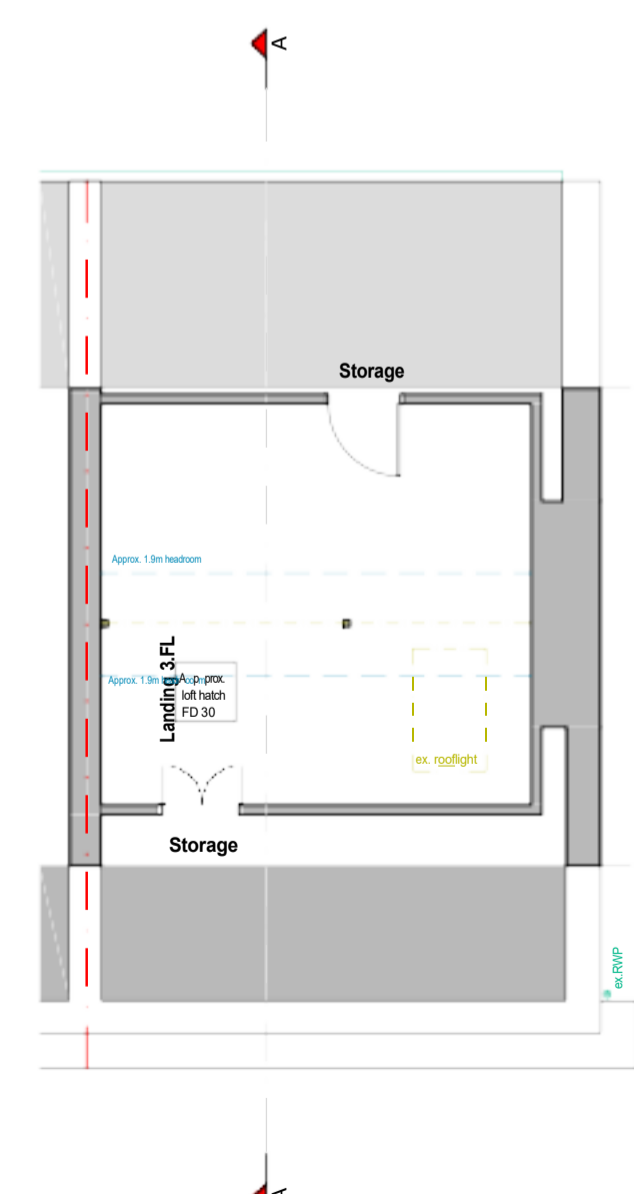 A
Storage
Approx. 1.9m headroom
Landing 3.FL
Approx. 1.9m
Approx.
loft hatch
FD 30
ex. rooflight
Storage
ex.RWP
A